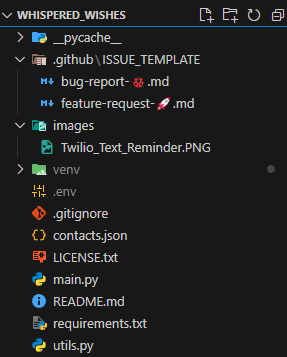 WHISPERED_WISHES
__pycache__
.github\ISSUE_TEMPLATE
bug-report-🐞.md
feature-request-🚀.md
images
Twilio_Text_Reminder.PNG
venv
.env
.gitignore
contacts.json
LICENSE.txt
main.py
README.md
requirements.txt
utils.py